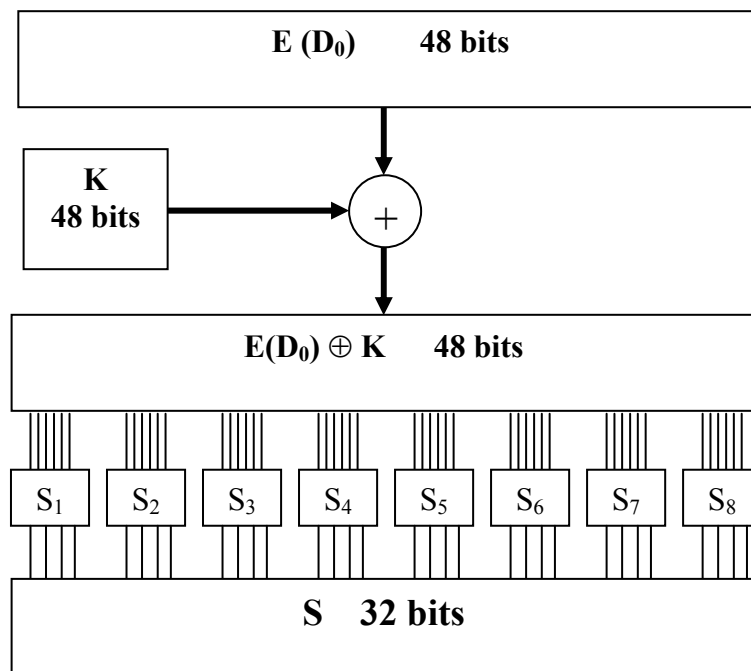 E (D₀) 48 bits
K
48 bits
+
E(D₀) ⊕ K 48 bits
S₁ S₂ S₃ S₄ S₅ S₆ S₇ S₈
S 32 bits